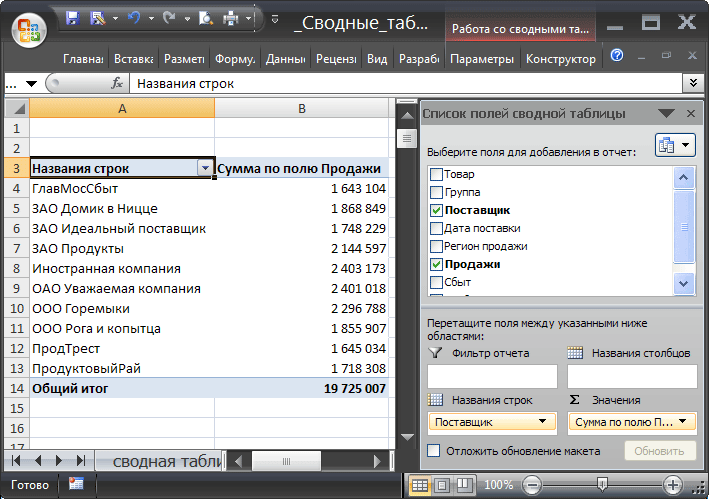 _Сводные_таб... Работа со сводными та...
Главная Вставка Размет Формул Данны Рецензи Вид Разраб Параметры Конструктор
... fx Названия строк
A B
Список полей сводной таблицы
Выберите поля для добавления в отчет:
Товар
Группа
Поставщик
Дата поставки
Регион продажи
Продажи
Сбыт
1
2
3 Названия строк Сумма по полю Продажи
4 ГлавМосСбыт 1 643 104
5 ЗАО Домик в Ницце 1 868 849
6 ЗАО Идеальный поставщик 1 748 229
7 ЗАО Продукты 2 144 597
8 Иностранная компания 2 403 173
9 ОАО Уважаемая компания 2 401 018
10 ООО Горемыки 2 296 788
11 ООО Рога и копытца 1 855 907
12 ПродТрест 1 645 034
13 ПродуктовыйРай 1 718 308
14 Общий итог 19 725 007
15
16
17
Перетащите поля между указанными ниже
областями:
Фильтр отчета Названия столбцов
Названия строк Σ Значения
Поставщик Сумма по полю П...
Отложить обновление макета Обновить
сводная табли
Готово 100%